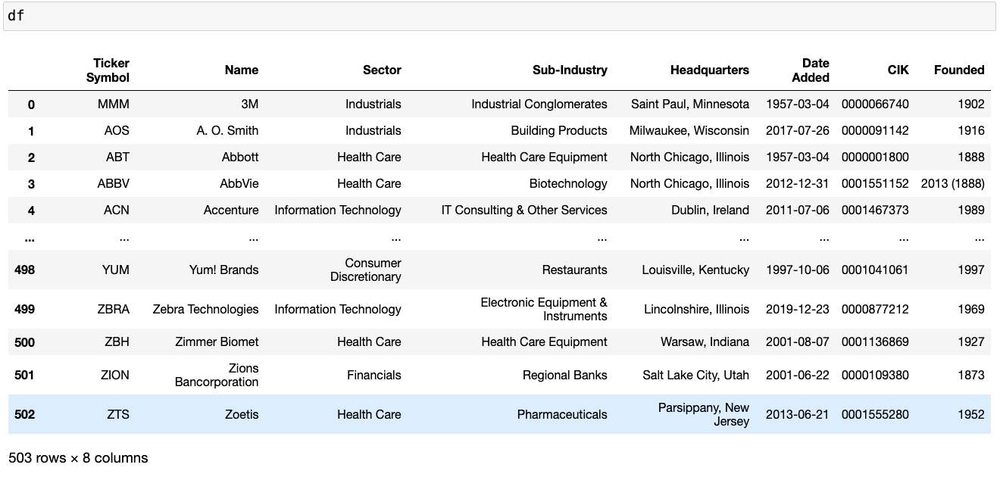 df
Ticker Symbol Name Sector Sub-Industry Headquarters Date Added CIK Founded
0 MMM 3M Industrials Industrial Conglomerates Saint Paul, Minnesota 1957-03-04 0000066740 1902
1 AOS A. O. Smith Industrials Building Products Milwaukee, Wisconsin 2017-07-26 0000091142 1916
2 ABT Abbott Health Care Health Care Equipment North Chicago, Illinois 1957-03-04 0000001800 1888
3 ABBV AbbVie Health Care Biotechnology North Chicago, Illinois 2012-12-31 0001551152 2013 (1888)
4 ACN Accenture Information Technology IT Consulting & Other Services Dublin, Ireland 2011-07-06 0001467373 1989
... ... ... ... ... ... ... ... ...
498 YUM Yum! Brands Consumer Discretionary Restaurants Louisville, Kentucky 1997-10-06 0001041061 1997
499 ZBRA Zebra Technologies Information Technology Electronic Equipment & Instruments Lincolnshire, Illinois 2019-12-23 0000877212 1969
500 ZBH Zimmer Biomet Health Care Health Care Equipment Warsaw, Indiana 2001-08-07 0001136869 1927
501 ZION Zions Bancorporation Financials Regional Banks Salt Lake City, Utah 2001-06-22 0000109380 1873
502 ZTS Zoetis Health Care Pharmaceuticals Parsippany, New Jersey 2013-06-21 0001555280 1952
503 rows × 8 columns